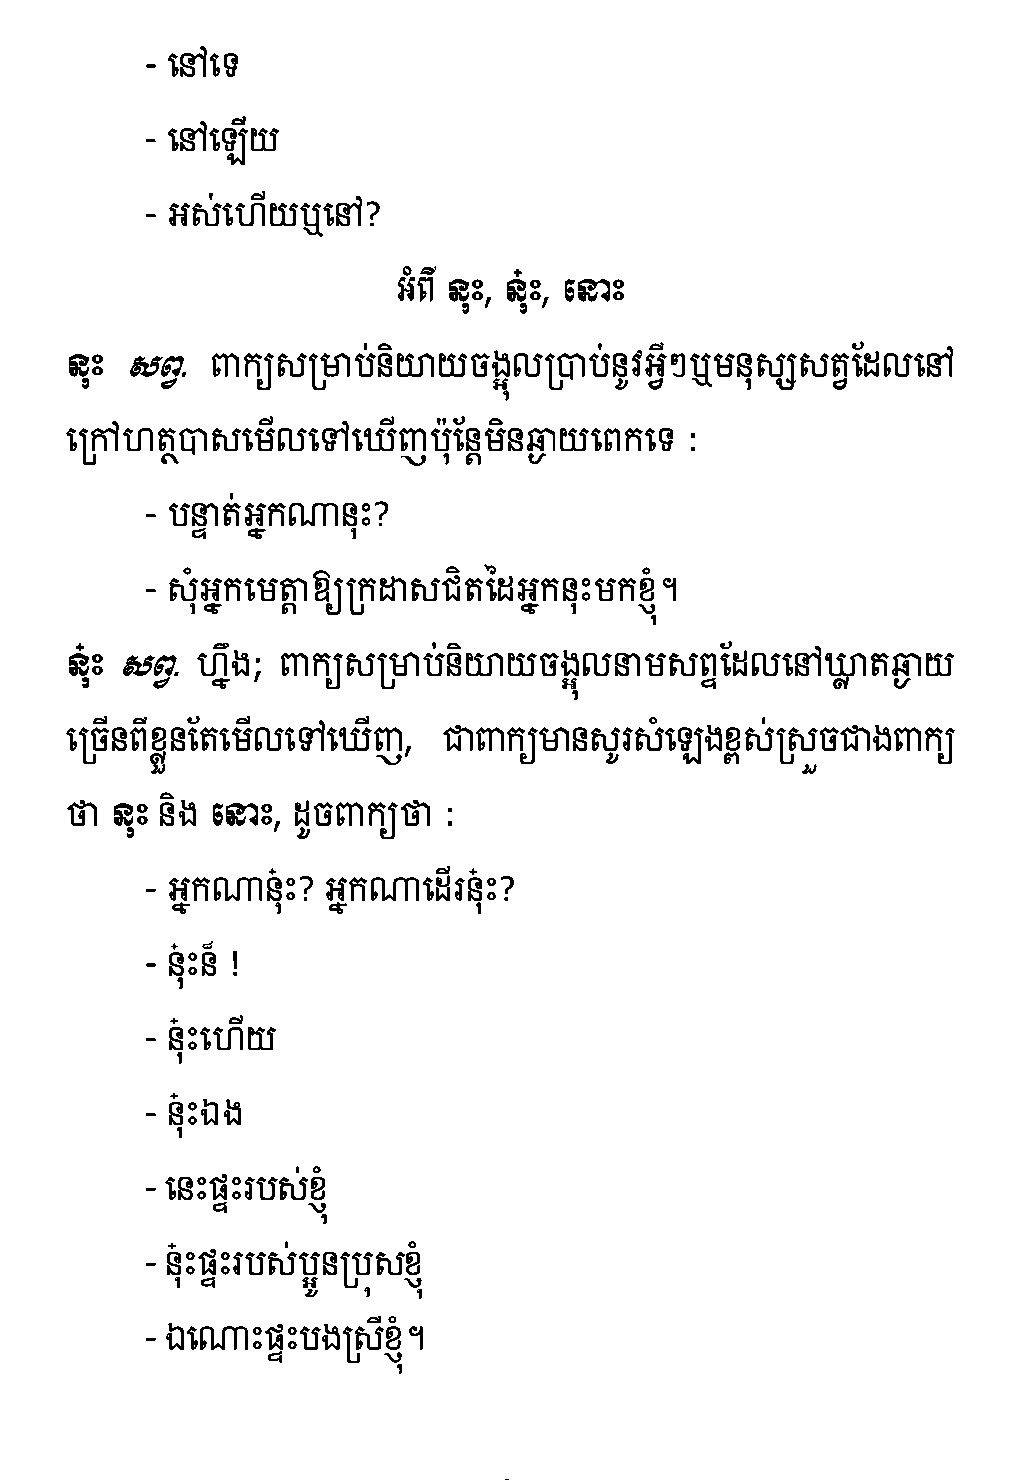 - នៅទេ
- នៅឡើយ
- អស់ហើយឬនៅ?
អំពី នុះ, នុ៎ះ, នោះ
នុះ សព្វ. ពាក្យសម្រាប់និយាយចង្អុលប្រាប់នូវអ្វីៗឬមនុស្សសត្វដែលនៅ
ក្រៅហត្ថបាសមើលទៅឃើញប៉ុន្តែមិនឆ្ងាយពេកទេ :
- បន្ទាត់អ្នកណានុះ?
- សុំអ្នកមេត្តាឱ្យក្រដាសជិតដៃអ្នកនុះមកខ្ញុំ។
នុ៎ះ សព្វ. ហ្នឹង; ពាក្យសម្រាប់និយាយចង្អុលនាមសព្ទដែលនៅឃ្លាតឆ្ងាយ
ច្រើនពីខ្លួនតែមើលទៅឃើញ, ជាពាក្យមានសូរសំឡេងខ្ពស់ស្រួចជាងពាក្យ
ថា នុះ និង នោះ, ដូចពាក្យថា :
- អ្នកណានុ៎ះ? អ្នកណាដើរនុ៎ះ?
- នុ៎ះន៏ !
- នុ៎ះហើយ
- នុ៎ះឯង
- នេះផ្ទះរបស់ខ្ញុំ
- នុ៎ះផ្ទះរបស់ប្អូនប្រុសខ្ញុំ
- ឯណោះផ្ទះបងស្រីខ្ញុំ។